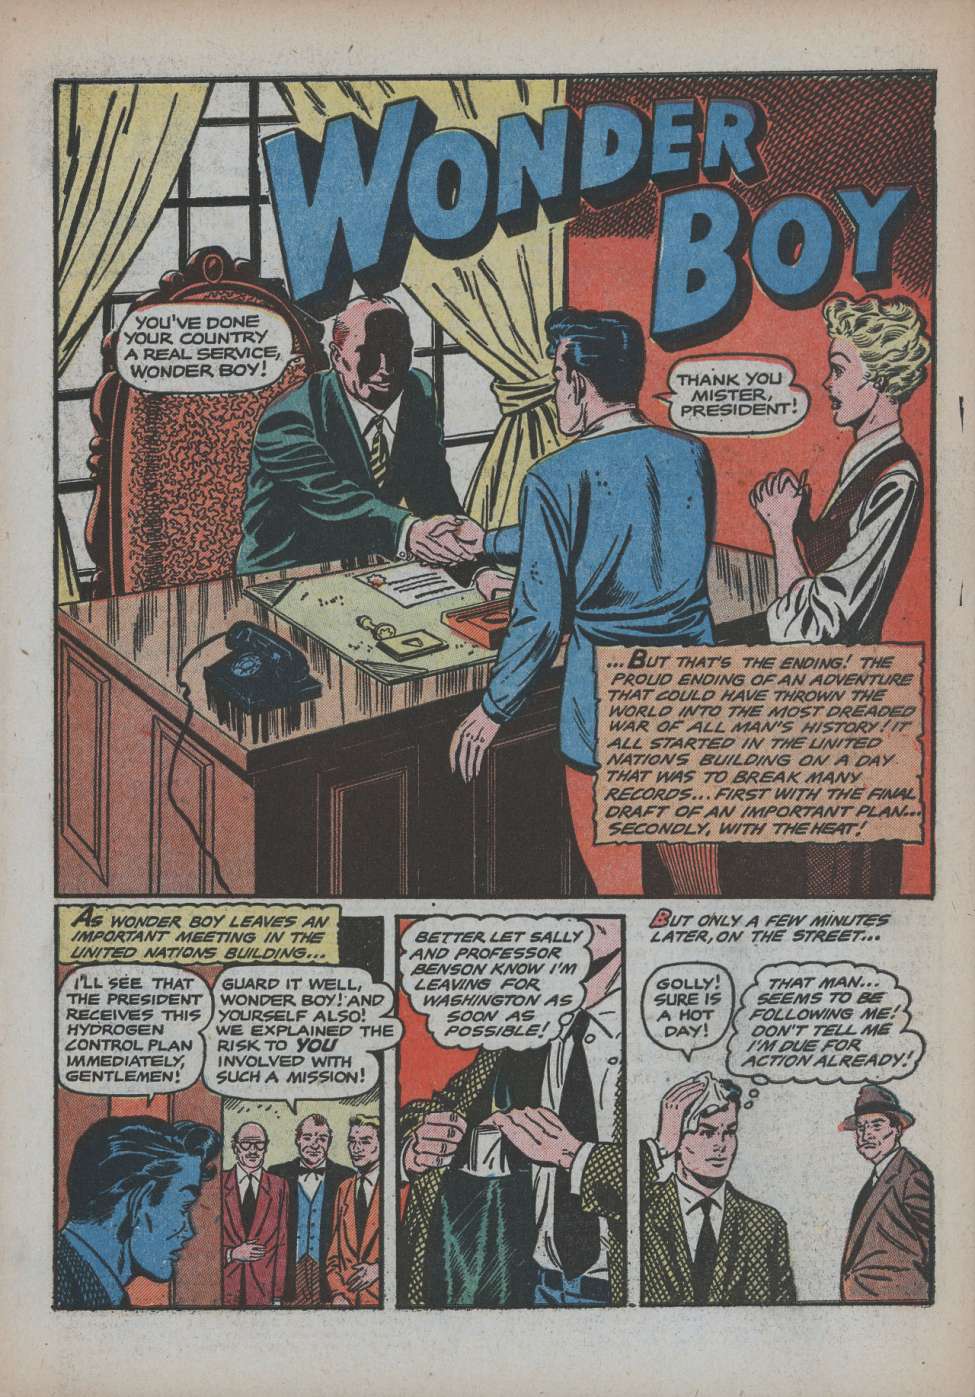 WONDER
BOY
YOU'VE DONE
YOUR COUNTRY
A REAL SERVICE,
WONDER BOY!
THANK YOU
MISTER,
PRESIDENT!
...BUT THAT'S THE ENDING! THE
PROUD ENDING OF AN ADVENTURE
THAT COULD HAVE THROWN THE
WORLD INTO THE MOST DREADED
WAR OF ALL MAN'S HISTORY! IT
ALL STARTED IN THE UNITED
NATIONS BUILDING ON A DAY
THAT WAS TO BREAK MANY
RECORDS... FIRST WITH THE FINAL
DRAFT OF AN IMPORTANT PLAN...
SECONDLY, WITH THE HEAT!
AS WONDER BOY LEAVES AN
IMPORTANT MEETING IN THE
UNITED NATIONS BUILDING...
I'LL SEE THAT
THE PRESIDENT
RECEIVES THIS
HYDROGEN
CONTROL PLAN
IMMEDIATELY,
GENTLEMEN!
GUARD IT WELL,
WONDER BOY! AND
YOURSELF ALSO!
WE EXPLAINED THE
RISK TO YOU
INVOLVED WITH
SUCH A MISSION!
BETTER LET SALLY
AND PROFESSOR
BENSON KNOW I'M
LEAVING FOR
WASHINGTON AS
SOON AS
POSSIBLE!
BUT ONLY A FEW MINUTES
LATER, ON THE STREET...
GOLLY!
SURE IS
A HOT
DAY!
THAT MAN...
SEEMS TO BE
FOLLOWING ME!
DON'T TELL ME
I'M DUE FOR
ACTION ALREADY!